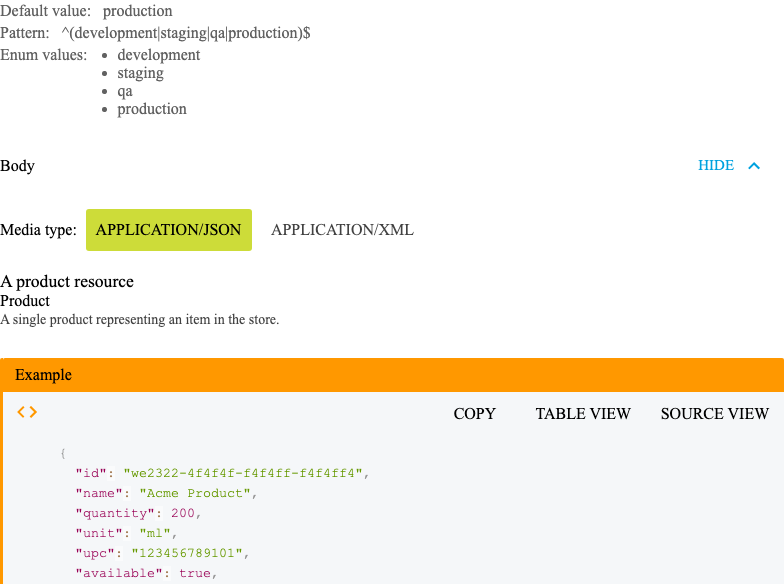 Default value: production
Pattern: ^(development|staging|qa|production)$
Enum values: • development
• staging
• qa
• production
Body HIDE
Media type: APPLICATION/JSON APPLICATION/XML
A product resource
Product
A single product representing an item in the store.
Example
<> COPY TABLE VIEW SOURCE VIEW
{
"id": "we2322-4f4f4f-f4f4ff-f4f4ff4",
"name": "Acme Product",
"quantity": 200,
"unit": "ml",
"upc": "123456789101",
"available": true,